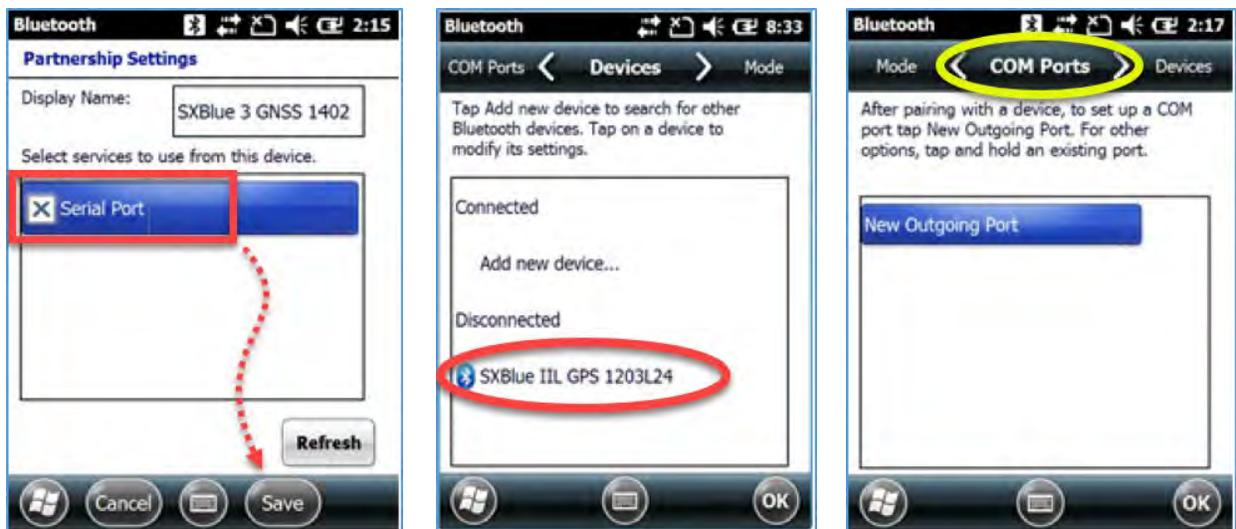 Bluetooth 2:15
Partnership Settings
Display Name: SXBlue 3 GNSS 1402
Select services to use from this device.
Serial Port
Refresh
Cancel Save
Bluetooth 8:33
COM Ports Devices Mode
Tap Add new device to search for other
Bluetooth devices. Tap on a device to
modify its settings.
Connected
Add new device...
Disconnected
SXBlue IIL GPS 1203L24
OK
Bluetooth 2:17
Mode COM Ports Devices
After pairing with a device, to set up a COM
port tap New Outgoing Port. For other
options, tap and hold an existing port.
New Outgoing Port
OK